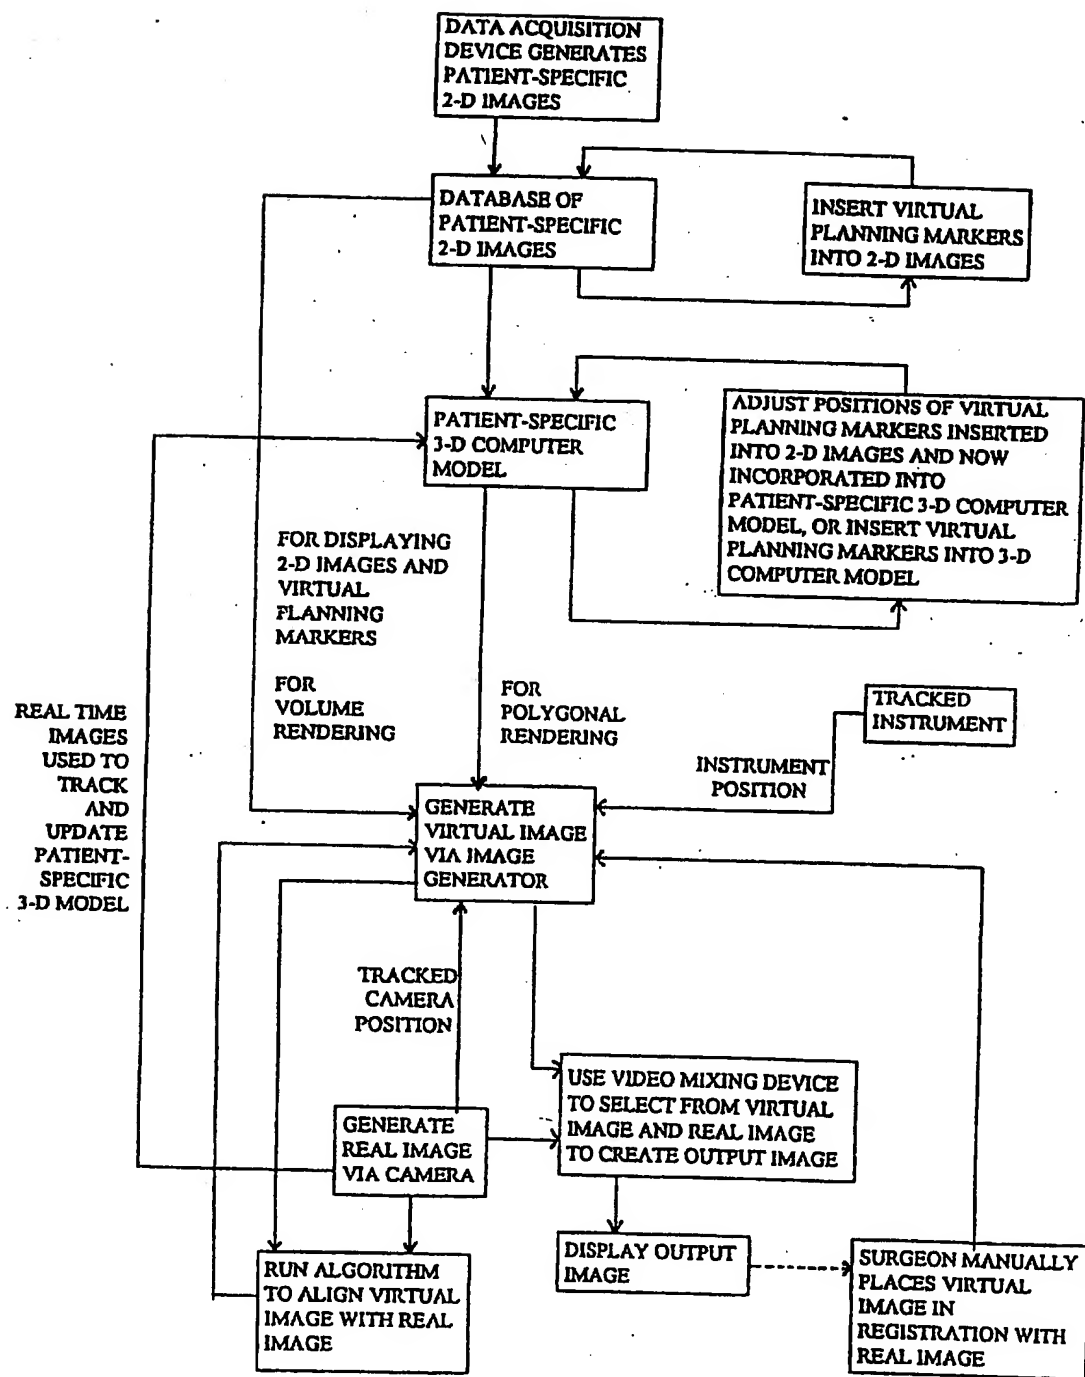 DATA ACQUISITION
DEVICE GENERATES
PATIENT-SPECIFIC
2-D IMAGES
DATABASE OF
PATIENT-SPECIFIC
2-D IMAGES
INSERT VIRTUAL
PLANNING MARKERS
INTO 2-D IMAGES
PATIENT-SPECIFIC
3-D COMPUTER
MODEL
ADJUST POSITIONS OF VIRTUAL
PLANNING MARKERS INSERTED
INTO 2-D IMAGES AND NOW
INCORPORATED INTO
PATIENT-SPECIFIC 3-D COMPUTER
MODEL, OR INSERT VIRTUAL
PLANNING MARKERS INTO 3-D
COMPUTER MODEL
FOR DISPLAYING
2-D IMAGES AND
VIRTUAL
PLANNING
MARKERS
FOR
VOLUME
RENDERING
FOR
POLYGONAL
RENDERING
TRACKED
INSTRUMENT
INSTRUMENT
POSITION
REAL TIME
IMAGES
USED TO
TRACK
AND
UPDATE
PATIENT-
SPECIFIC
3-D MODEL
GENERATE
VIRTUAL IMAGE
VIA IMAGE
GENERATOR
TRACKED
CAMERA
POSITION
USE VIDEO MIXING DEVICE
TO SELECT FROM VIRTUAL
IMAGE AND REAL IMAGE
TO CREATE OUTPUT IMAGE
GENERATE
REAL IMAGE
VIA CAMERA
RUN ALGORITHM
TO ALIGN VIRTUAL
IMAGE WITH REAL
IMAGE
DISPLAY OUTPUT
IMAGE
SURGEON MANUALLY
PLACES VIRTUAL
IMAGE IN
REGISTRATION WITH
REAL IMAGE